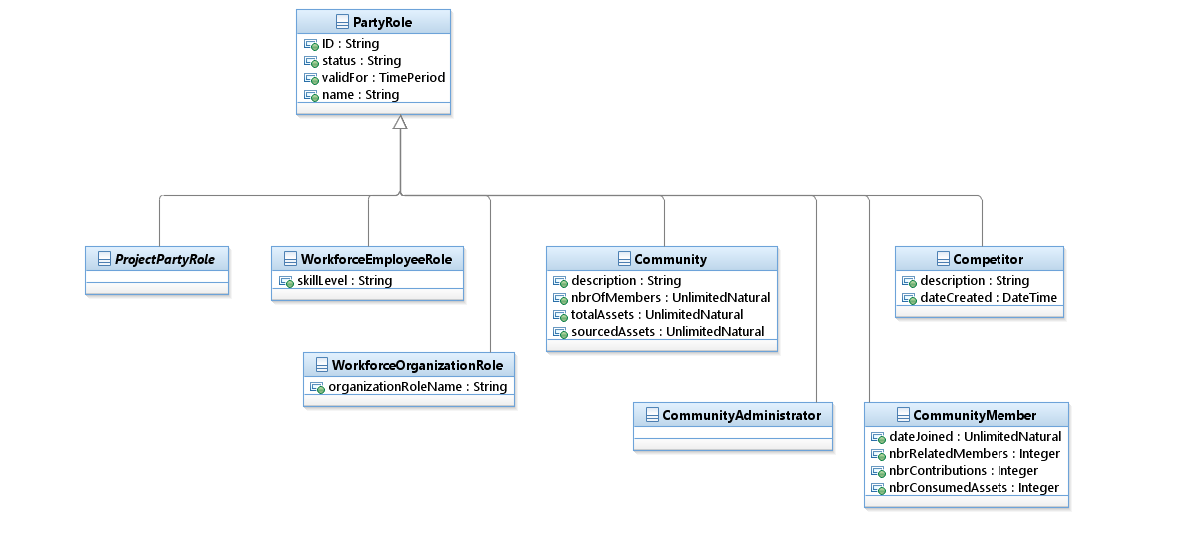 PartyRole
ID : String
status : String
validFor : TimePeriod
name : String
ProjectPartyRole
WorkforceEmployeeRole
skillLevel : String
Community
description : String
nbrOfMembers : UnlimitedNatural
totalAssets : UnlimitedNatural
sourcedAssets : UnlimitedNatural
Competitor
description : String
dateCreated : DateTime
WorkforceOrganizationRole
organizationRoleName : String
CommunityAdministrator
CommunityMember
dateJoined : UnlimitedNatural
nbrRelatedMembers : Integer
nbrContributions : Integer
nbrConsumedAssets : Integer